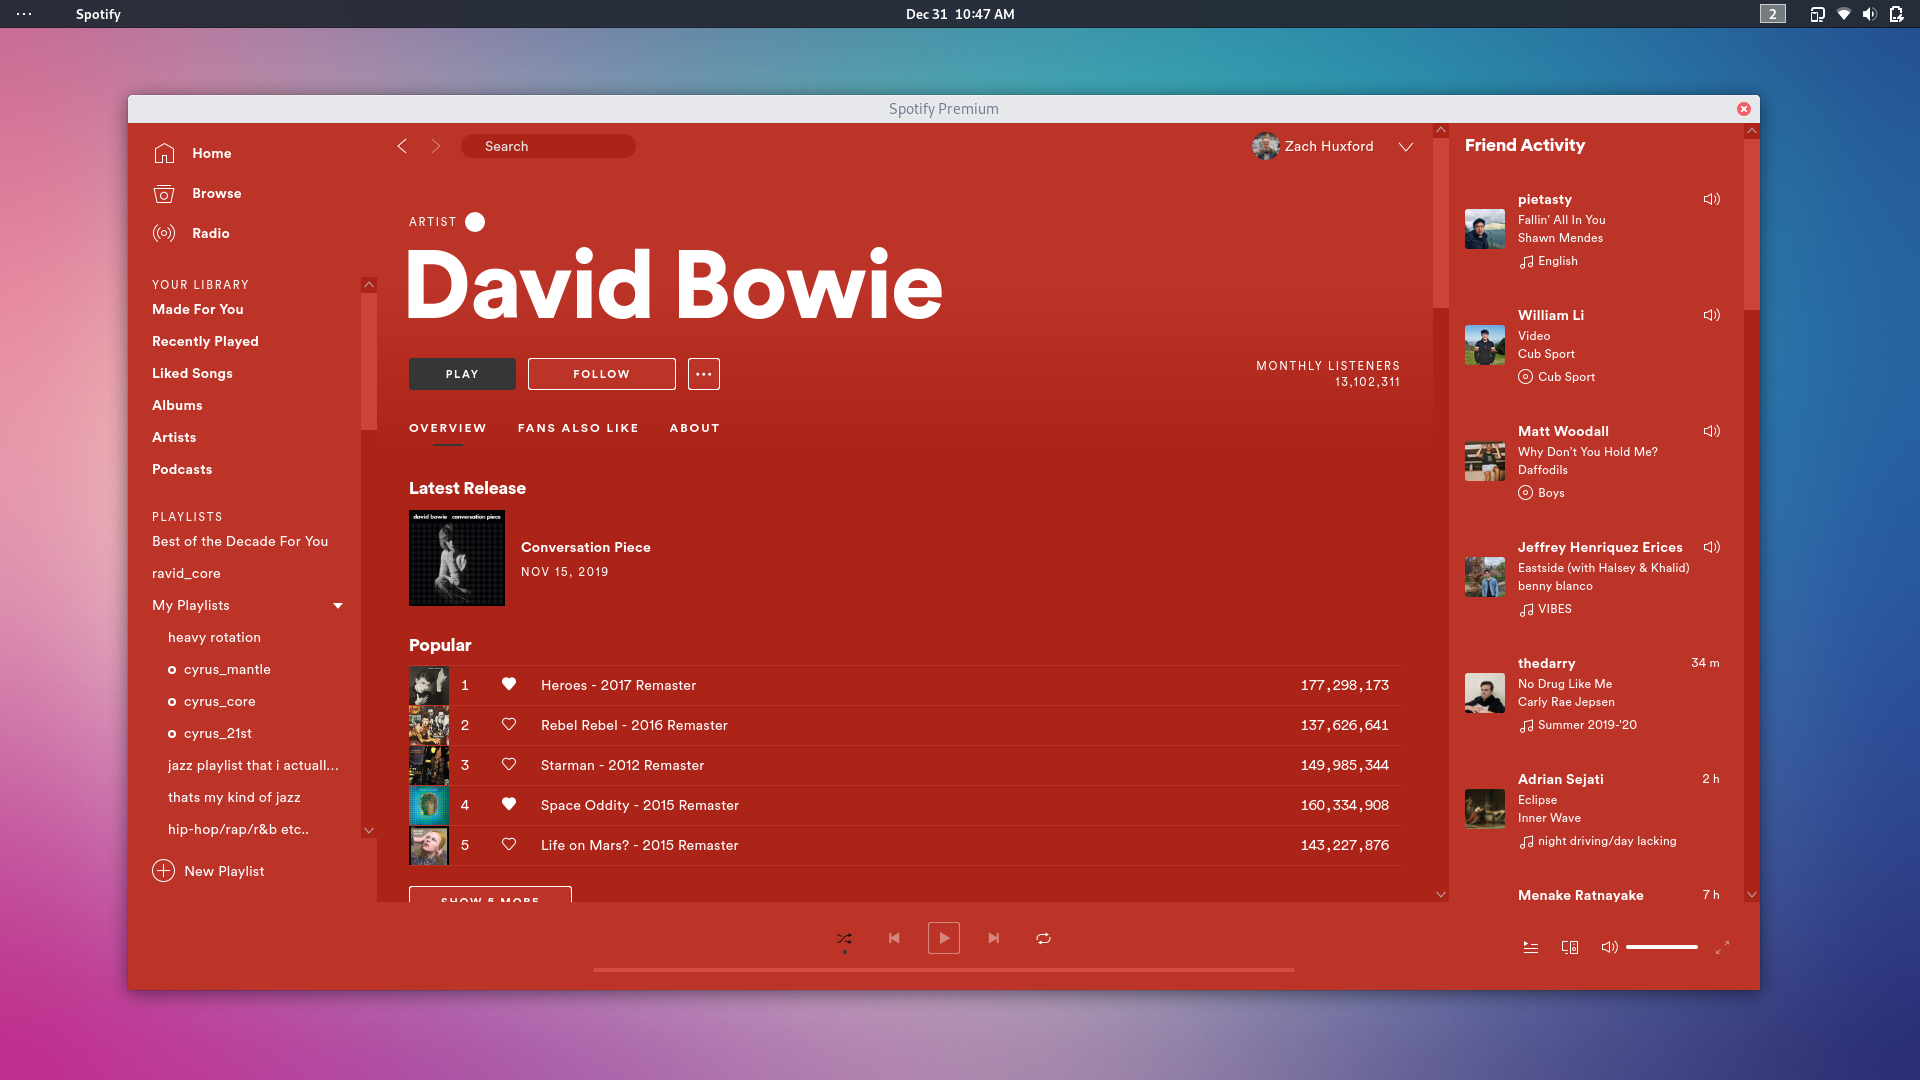 Spotify
Dec 31 10:47 AM
2
Spotify Premium
Home
Browse
Radio
YOUR LIBRARY
Made For You
Recently Played
Liked Songs
Albums
Artists
Podcasts
PLAYLISTS
Best of the Decade For You
ravid_core
My Playlists
heavy rotation
cyrus_mantle
cyrus_core
cyrus_21st
jazz playlist that i actuall...
thats my kind of jazz
hip-hop/rap/r&b etc..
New Playlist
Search
Zach Huxford
ARTIST
David Bowie
PLAY
FOLLOW
MONTHLY LISTENERS
13,102,311
OVERVIEW
FANS ALSO LIKE
ABOUT
Latest Release
david bowie conversation piece
Conversation Piece
NOV 15, 2019
Popular
1 Heroes - 2017 Remaster 177,298,173
2 Rebel Rebel - 2016 Remaster 137,626,641
3 Starman - 2012 Remaster 149,985,344
4 Space Oddity - 2015 Remaster 160,334,908
5 Life on Mars? - 2015 Remaster 143,227,876
SHOW 5 MORE
Friend Activity
pietasty
Fallin' All In You
Shawn Mendes
English
William Li
Video
Cub Sport
Cub Sport
Matt Woodall
Why Don't You Hold Me?
Daffodils
Boys
Jeffrey Henriquez Erices
Eastside (with Halsey & Khalid)
benny blanco
VIBES
thedarry 34 m
No Drug Like Me
Carly Rae Jepsen
Summer 2019-'20
Adrian Sejati 2 h
Eclipse
Inner Wave
night driving/day lacking
Menake Ratnayake 7 h